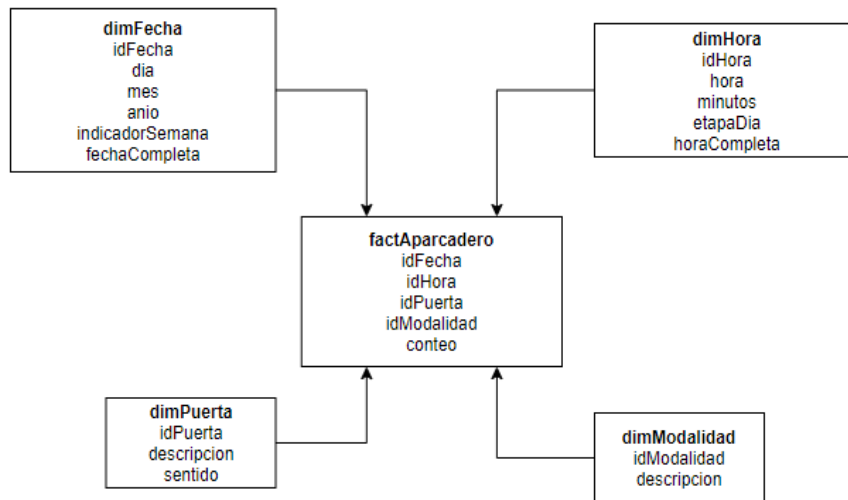 dimFecha
idFecha
dia
mes
anio
indicadorSemana
fechaCompleta
dimHora
idHora
hora
minutos
etapaDia
horaCompleta
factAparcadero
idFecha
idHora
idPuerta
idModalidad
conteo
dimPuerta
idPuerta
descripcion
sentido
dimModalidad
idModalidad
descripcion